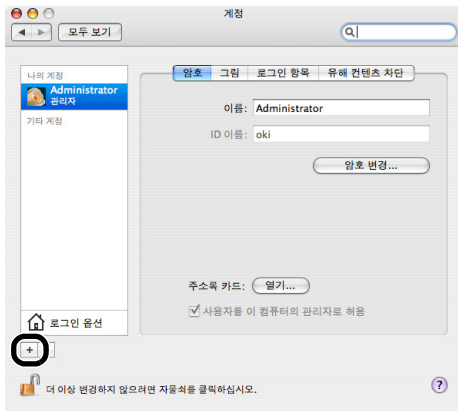 계정
모두 보기
나의 계정
Administrator
관리자
기타 계정
로그인 옵션
암호 그림 로그인 항목 유해 컨텐츠 차단
이름: Administrator
ID 이름: oki
암호 변경...
주소록 카드: 열기...
사용자를 이 컴퓨터의 관리자로 허용
+
더 이상 변경하지 않으려면 자물쇠를 클릭하십시오.
?